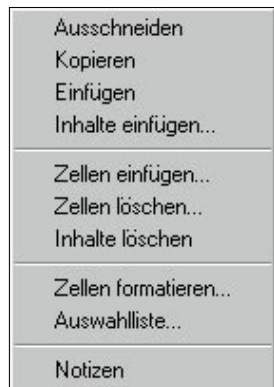 Ausschneiden
Kopieren
Einfügen
Inhalte einfügen...
Zellen einfügen...
Zellen löschen...
Inhalte löschen
Zellen formatieren...
Auswahlliste...
Notizen